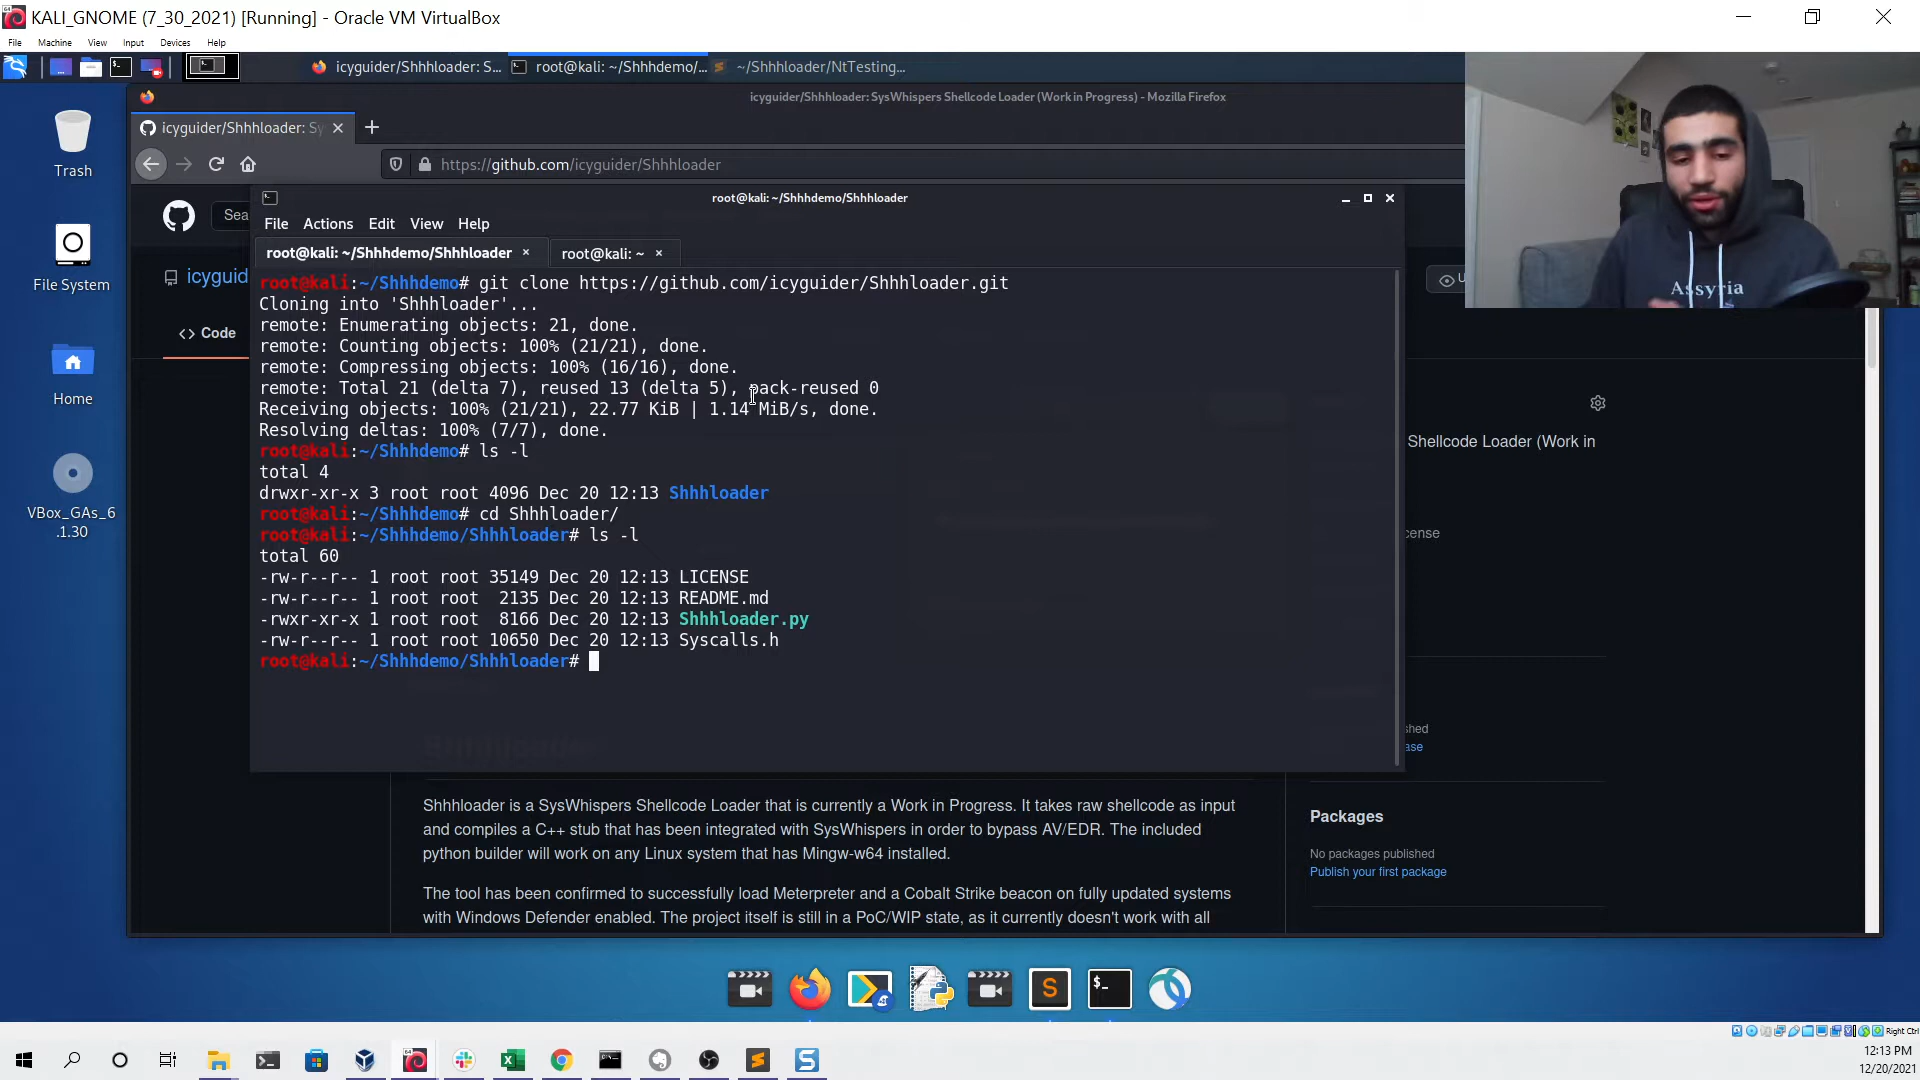 KALI_GNOME (7_30_2021) [Running] - Oracle VM VirtualBox
File Machine View Input Devices Help
icyguider/Shhhloader: S... root@kali: ~/Shhhdemo/... ~/Shhhloader/NtTesting...
icyguider/Shhhloader: SysWhispers Shellcode Loader (Work in Progress) - Mozilla Firefox
icyguider/Shhhloader: Sy
https://github.com/icyguider/Shhhloader
Trash
File System
Home
VBox_GAs_6
.1.30
Sea
icyguid
Code
root@kali: ~/Shhhdemo/Shhhloader
File Actions Edit View Help
root@kali: ~/Shhhdemo/Shhhloader × root@kali: ~ ×
root@kali:~/Shhhdemo# git clone https://github.com/icyguider/Shhhloader.git
Cloning into 'Shhhloader'...
remote: Enumerating objects: 21, done.
remote: Counting objects: 100% (21/21), done.
remote: Compressing objects: 100% (16/16), done.
remote: Total 21 (delta 7), reused 13 (delta 5), pack-reused 0
Receiving objects: 100% (21/21), 22.77 KiB | 1.14 MiB/s, done.
Resolving deltas: 100% (7/7), done.
root@kali:~/Shhhdemo# ls -l
total 4
drwxr-xr-x 3 root root 4096 Dec 20 12:13 Shhhloader
root@kali:~/Shhhdemo# cd Shhhloader/
root@kali:~/Shhhdemo/Shhhloader# ls -l
total 60
-rw-r--r-- 1 root root 35149 Dec 20 12:13 LICENSE
-rw-r--r-- 1 root root  2135 Dec 20 12:13 README.md
-rwxr-xr-x 1 root root  8166 Dec 20 12:13 Shhhloader.py
-rw-r--r-- 1 root root 10650 Dec 20 12:13 Syscalls.h
root@kali:~/Shhhdemo/Shhhloader#
Assyria
U
Shellcode Loader (Work in
cense
shed
ase
Shhhloader is a SysWhispers Shellcode Loader that is currently a Work in Progress. It takes raw shellcode as input
and compiles a C++ stub that has been integrated with SysWhispers in order to bypass AV/EDR. The included
python builder will work on any Linux system that has Mingw-w64 installed.
The tool has been confirmed to successfully load Meterpreter and a Cobalt Strike beacon on fully updated systems
with Windows Defender enabled. The project itself is still in a PoC/WIP state, as it currently doesn't work with all
Packages
No packages published
Publish your first package
Right Ctrl
12:13 PM
12/20/2021